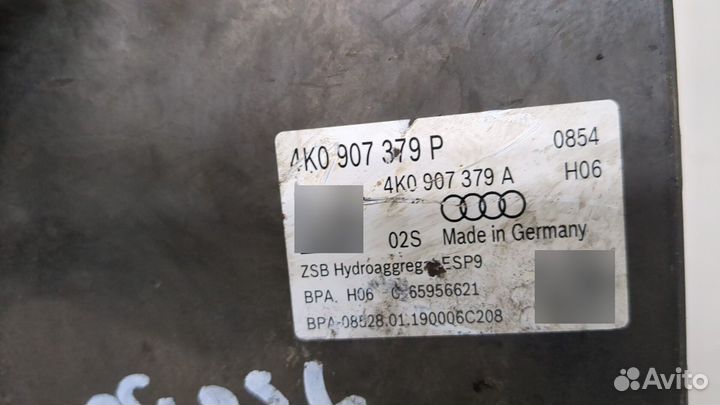 4K0 907 379 P
0854
4K0 907 379 A
H06
02S Made in Germany
ZSB Hydroaggregat ESP9
BPA. H06 65956621
BPA-08528.01.190006C208
Avito